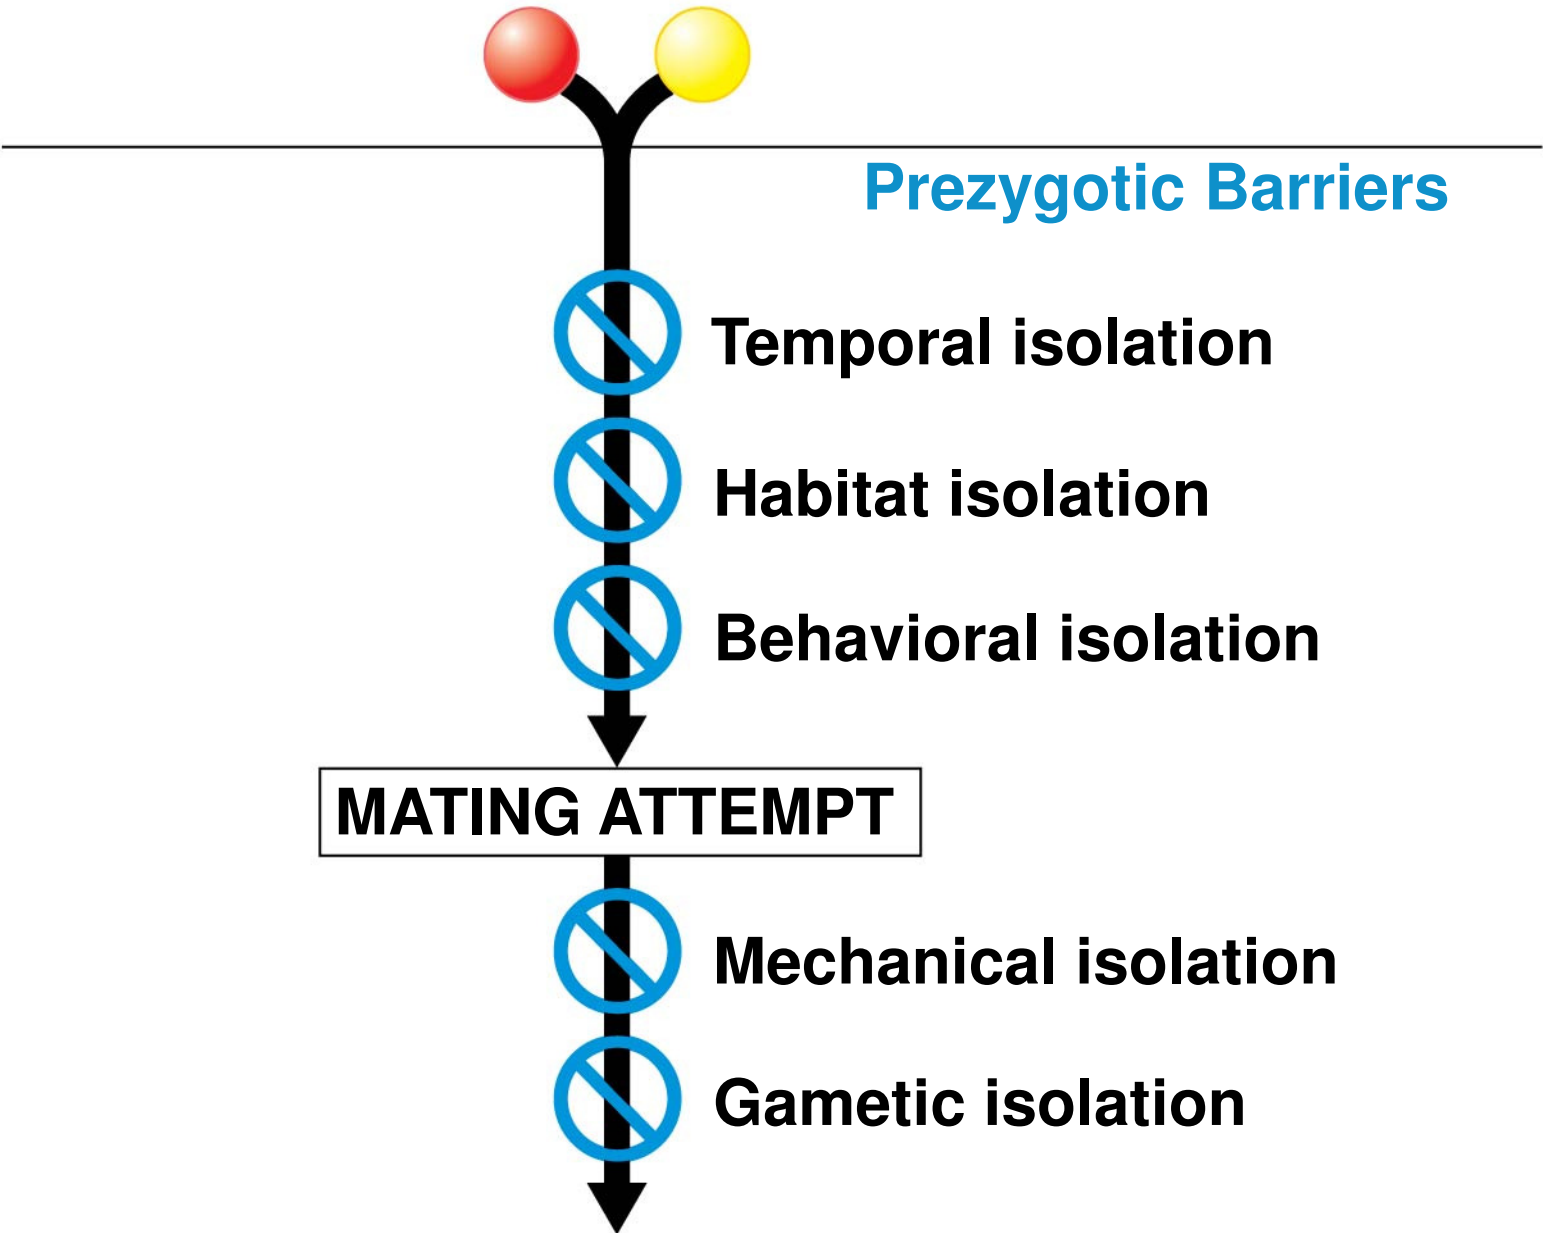 Prezygotic Barriers
Temporal isolation
Habitat isolation
Behavioral isolation
MATING ATTEMPT
Mechanical isolation
Gametic isolation